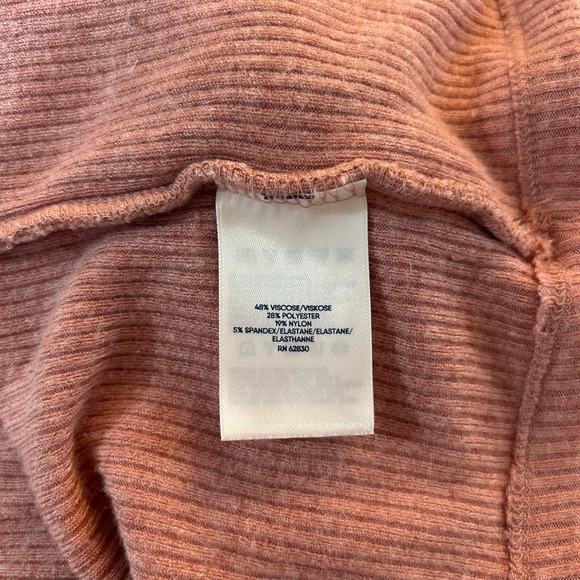 48% VISCOSE/VISKOSE
28% POLYESTER
19% NYLON
5% SPANDEX/ELASTANE/ELASTANE/
ELASTHANNE
RN 62830